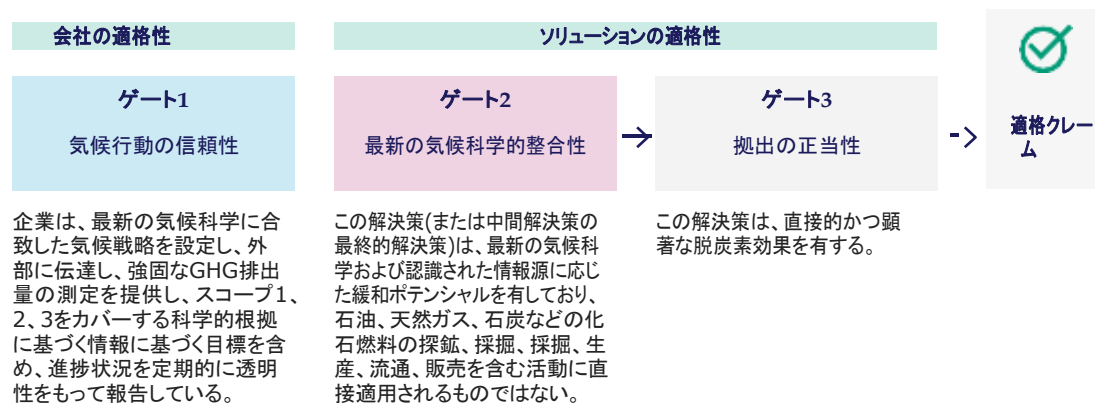 会社の適格性
ソリューションの適格性
ゲート1
気候行動の信頼性
ゲート2
最新の気候科学的整合性
ゲート3
拠出の正当性
適格クレー
ム
企業は、最新の気候科学に合
致した気候戦略を設定し、外
部に伝達し、強固なGHG排出
量の測定を提供し、スコープ1、
2、3をカバーする科学的根拠
に基づく情報に基づく目標を含
め、進捗状況を定期的に透明
性をもって報告している。
この解決策(または中間解決策の
最終的解決策)は、最新の気候科
学および認識された情報源に応じ
た緩和ポテンシャルを有しており、
石油、天然ガス、石炭などの化
石燃料の探鉱、採掘、採掘、生
産、流通、販売を含む活動に直
接適用されるものではない。
この解決策は、直接的かつ顕
著な脱炭素効果を有する。